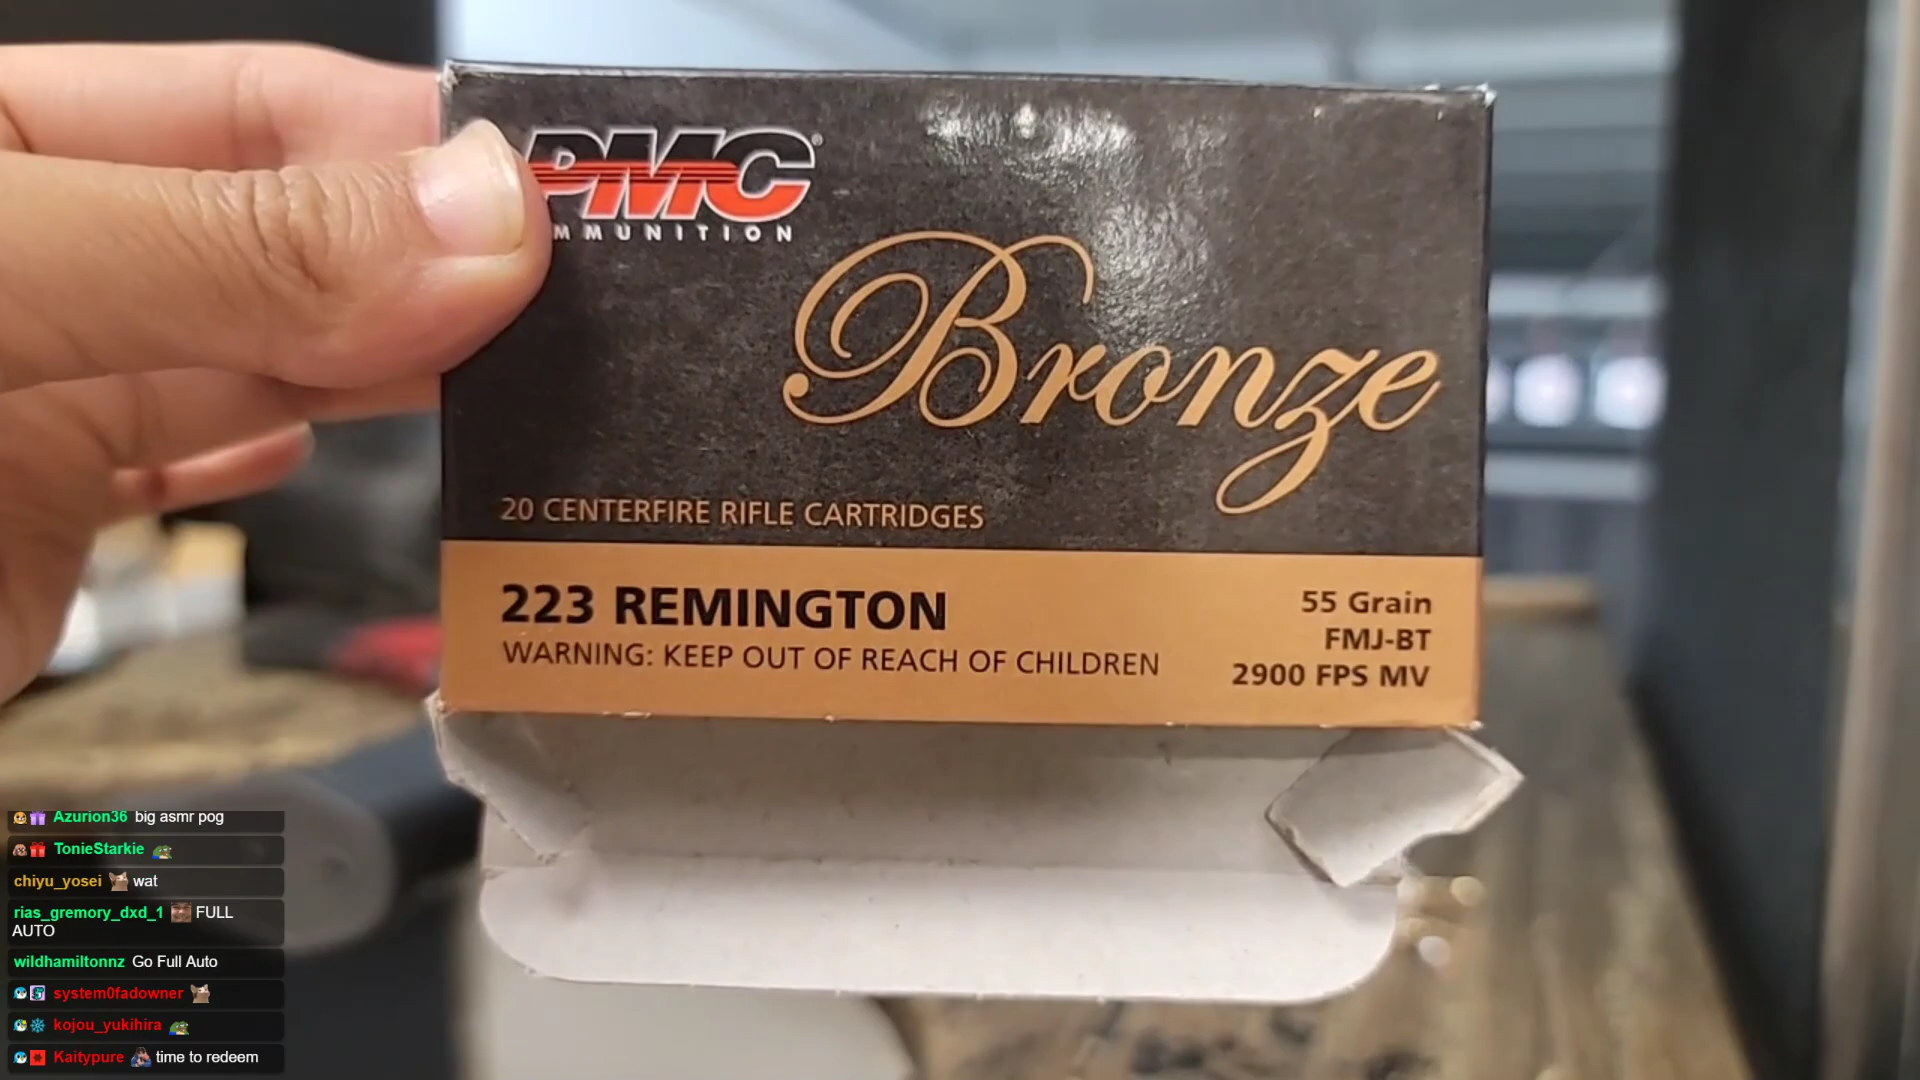 PMC
MMUNITION
Bronze
20 CENTERFIRE RIFLE CARTRIDGES
223 REMINGTON
WARNING: KEEP OUT OF REACH OF CHILDREN
55 Grain
FMJ-BT
2900 FPS MV
Azurion36 big asmr pog
TonieStarkie
chiyu_yosei wat
rias_gremory_dxd_1 FULL
AUTO
wildhamiltonnz Go Full Auto
system0fadowner
kojou_yukihira
Kaitypure time to redeem